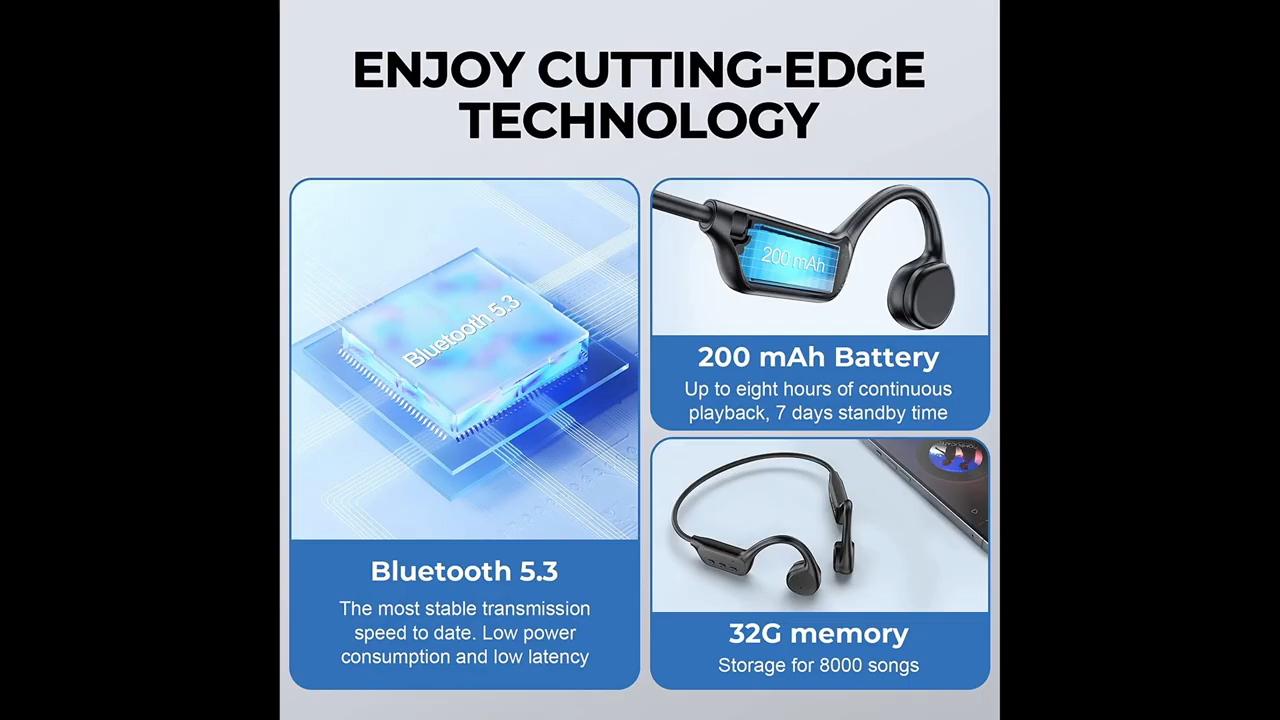 ENJOY CUTTING-EDGE
TECHNOLOGY
Bluetooth 5.3
Bluetooth 5.3
The most stable transmission
speed to date. Low power
consumption and low latency
200 mAh
200 mAh Battery
Up to eight hours of continuous
playback, 7 days standby time
32G memory
Storage for 8000 songs